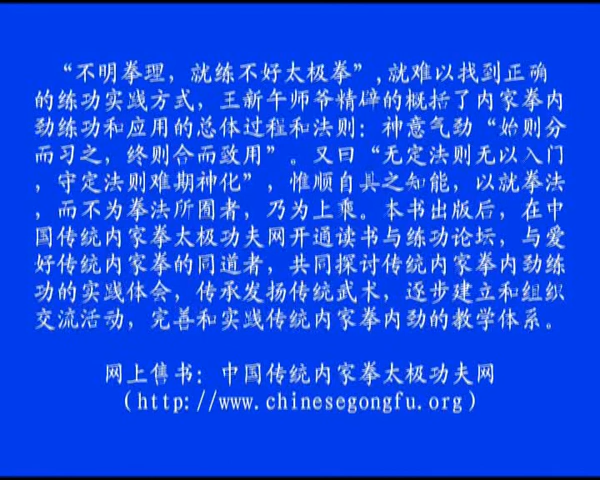 “不明拳理，就练不好太极拳”,就难以找到正确
的练功实践方式，王新午师爷精辟的概括了内家拳内
劲练功和应用的总体过程和法则：神意气劲“始则分
而习之，终则合而致用”。又曰“无定法则无以入门
，守定法则难期神化”，惟顺自具之知能，以就拳法
，而不为拳法所囿者，乃为上乘。本书出版后，在中
国传统内家拳太极功夫网开通读书与练功论坛，与爱
好传统内家拳的同道者，共同探讨传统内家拳内劲练
功的实践体会，传承发扬传统武术，逐步建立和组织
交流活动，完善和实践传统内家拳内劲的教学体系。
网上售书：中国传统内家拳太极功夫网
（http://www.chinesegongfu.org）